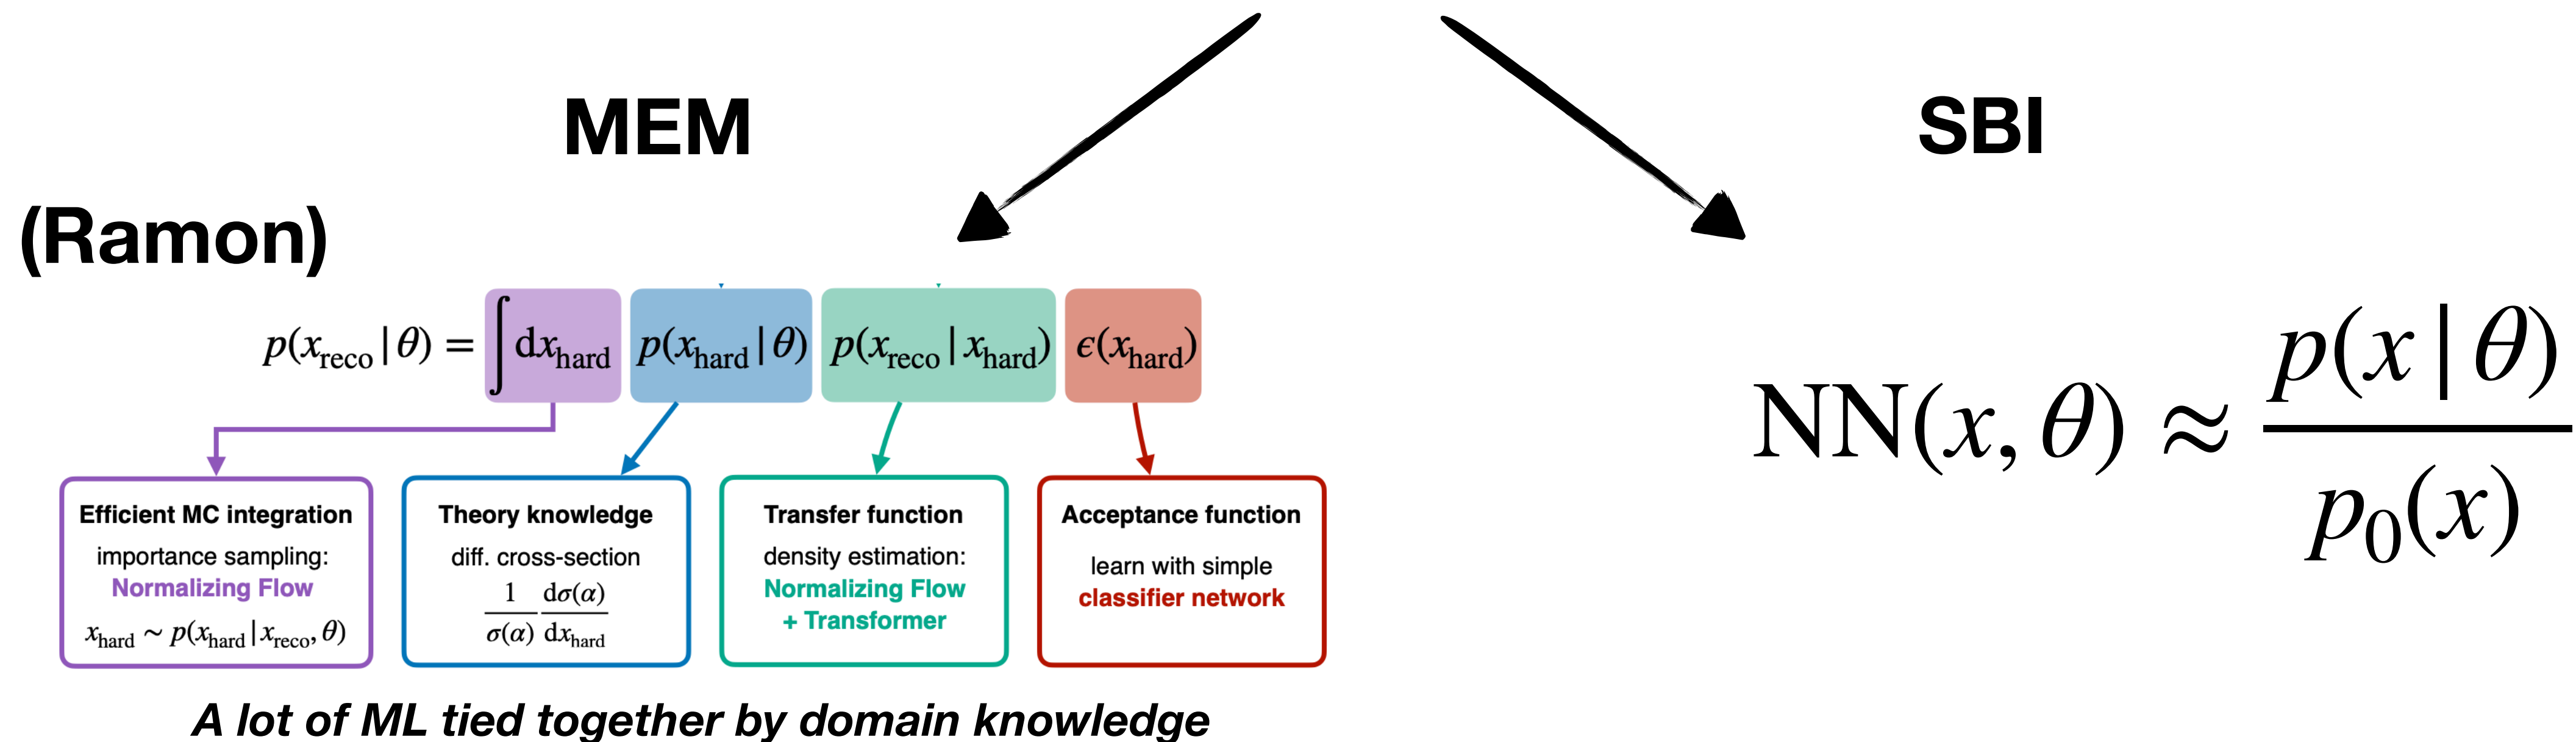 MEM
SBI
(Ramon)
p(x_reco | θ) = ∫ dx_hard p(x_hard | θ) p(x_reco | x_hard) ϵ(x_hard)
NN(x, θ) ≈ p(x | θ) / p₀(x)
Efficient MC integration
importance sampling:
Normalizing Flow
x_hard ~ p(x_hard | x_reco, θ)
Theory knowledge
diff. cross-section
1/σ(α) dσ(α)/dx_hard
Transfer function
density estimation:
Normalizing Flow
+ Transformer
Acceptance function
learn with simple
classifier network
A lot of ML tied together by domain knowledge